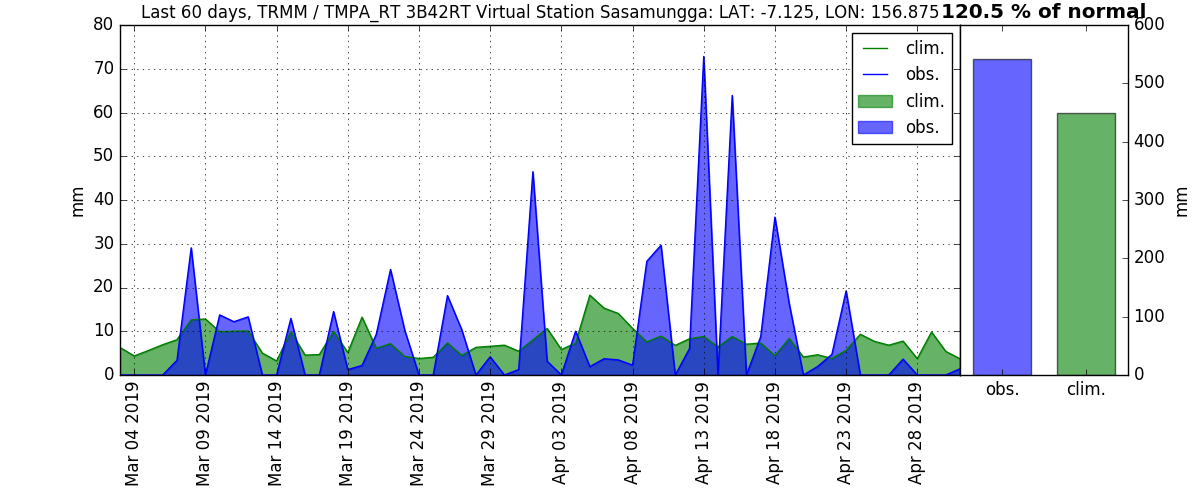 Last 60 days, TRMM / TMPA_RT 3B42RT Virtual Station Sasamungga: LAT: -7.125, LON: 156.875
120.5 % of normal
80
70
60
50
40
30
20
10
0
mm
clim.
obs.
clim.
obs.
600
500
400
300
200
100
0
mm
obs.
clim.
Mar 04 2019
Mar 09 2019
Mar 14 2019
Mar 19 2019
Mar 24 2019
Mar 29 2019
Apr 03 2019
Apr 08 2019
Apr 13 2019
Apr 18 2019
Apr 23 2019
Apr 28 2019